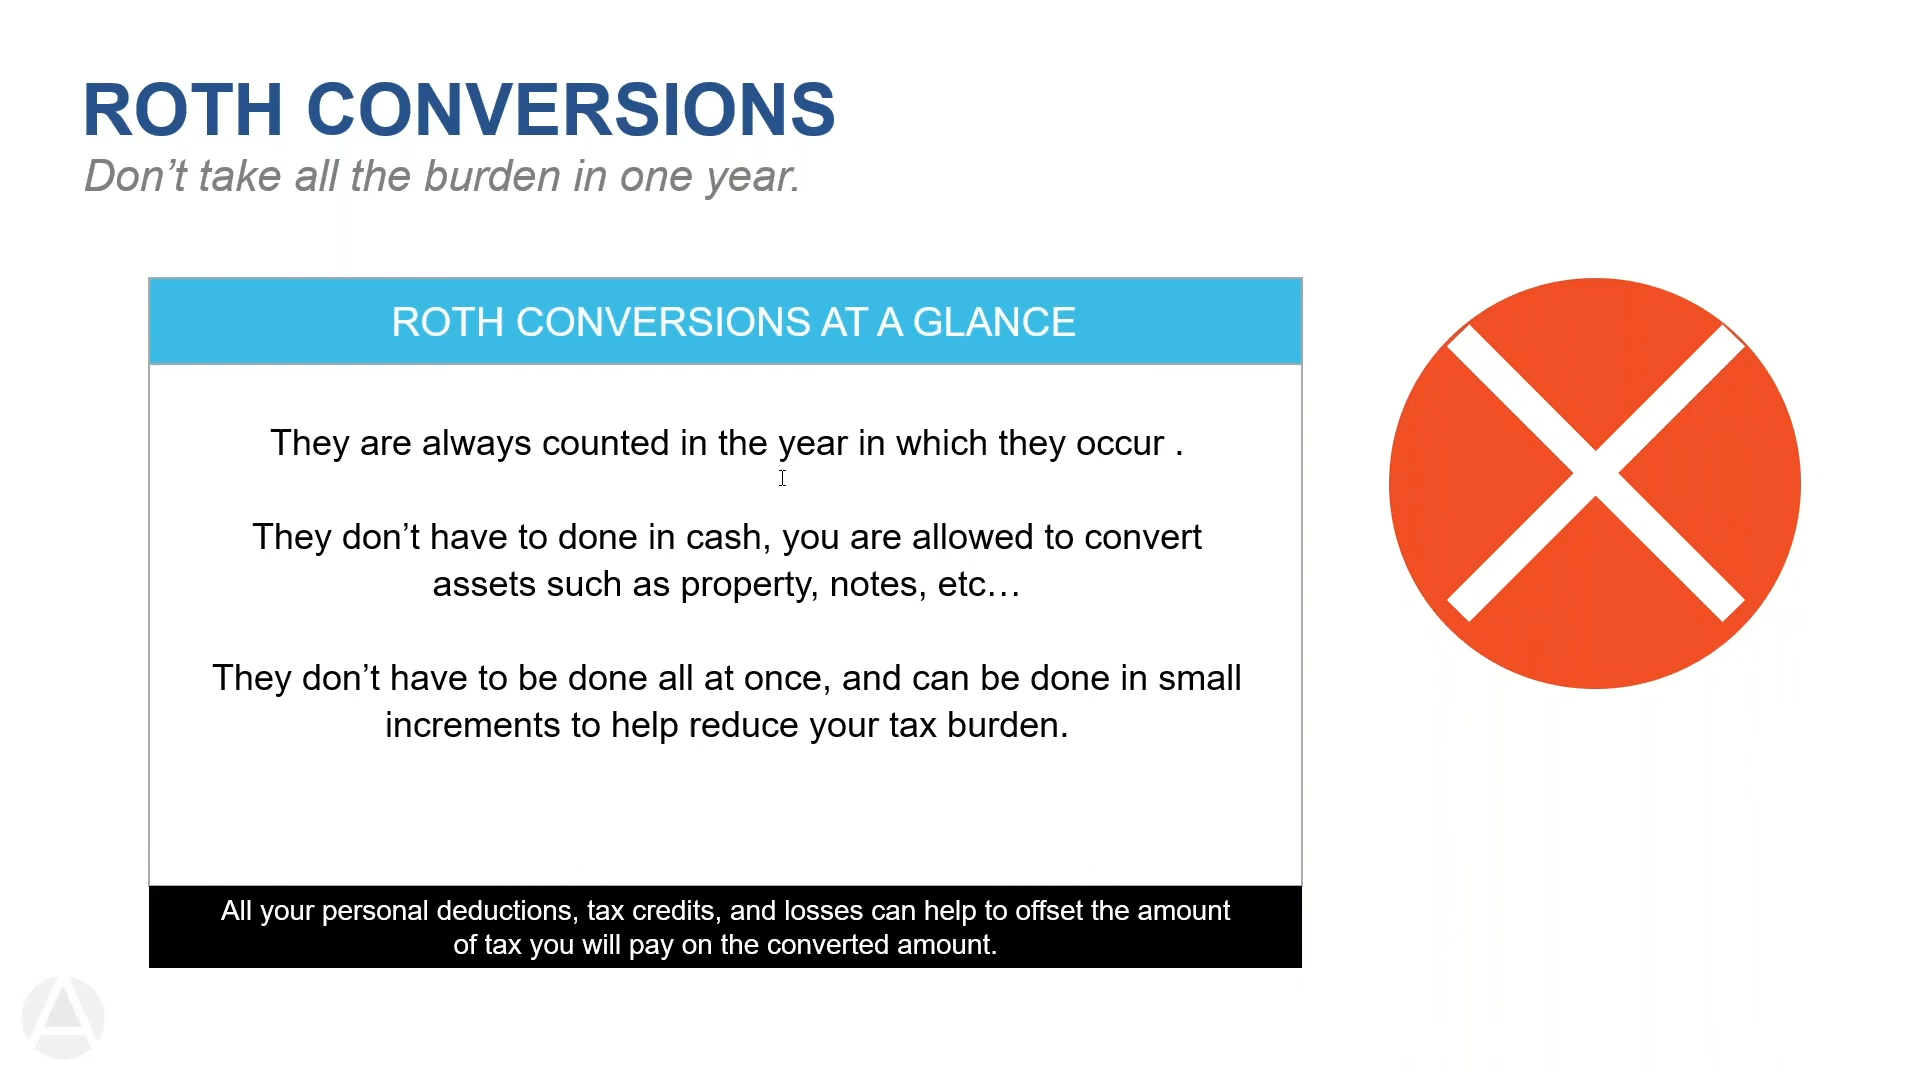 ROTH CONVERSIONS
Don’t take all the burden in one year.
ROTH CONVERSIONS AT A GLANCE
They are always counted in the year in which they occur .
They don’t have to done in cash, you are allowed to convert
assets such as property, notes, etc…
They don’t have to be done all at once, and can be done in small
increments to help reduce your tax burden.
All your personal deductions, tax credits, and losses can help to offset the amount
of tax you will pay on the converted amount.